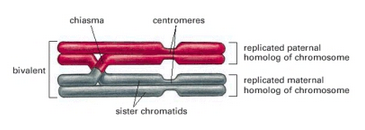 chiasma
centromeres
replicated paternal
homolog of chromosome
bivalent
replicated maternal
homolog of chromosome
sister chromatids